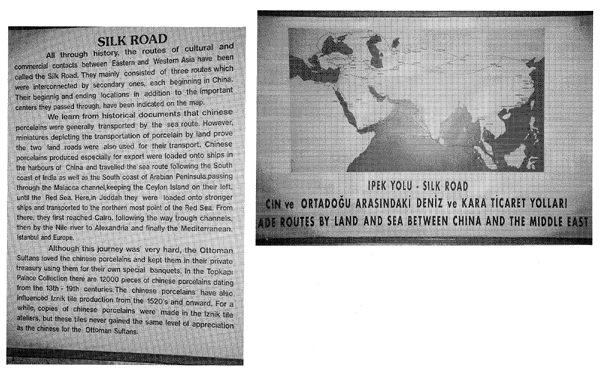 SILK ROAD
All through history, the routes of cultural and
commercial contacts between Eastern and Western Asia have been
called the Silk Road. They mainly consisted of three routes which
were interconnected by secondary ones, each beginning in China.
Their beginnig and ending locations in addition to the important
centers they passed through, have been indicated on the map.
We learn from historical documents that chinese
porcelains were generally transported by the sea route. However,
miniatures depicting the transportation of porcelain by land prove
the two land roads were also used for their transport. Chinese
porcelains produced especially for export were loaded onto ships in
the harbours of China and travelled the sea route following the South
coast of India as well as the South coast of Arabian Peninsula,passing
through the Malacca channel,keeping the Ceylon Island on their left,
until the Red Sea. Here,in Jeddah they were loaded onto stronger
ships and transported to the northern most point of the Red Sea. From
there, they first reached Cairo, following the way trough channels,
then by the Nile river to Alexandria and finally the Mediterranean,
Istanbul and Europe.
Although this journey was very hard, the Ottoman
Sultans loved the chinese porcelains and kept them in their private
treasury using them for their own special banquets. In the Topkapı
Palace Collection there are 12000 pieces of chinese porcelains dating
from the 13th - 19th centuries.The chinese porcelains have also
influenced Iznik tile production from the 1520's and onward. For a
while, copies of chinese porcelains were made in the Iznik tile
ateliers, but these tiles never gained the same level of appreciation
as the chinese for the Ottoman Sultans.
IPEK YOLU - SILK ROAD
ÇiN ve ORTADOĞU ARASINDAKİ DENİZ ve KARA TİCARET YOLLARI
ADE ROUTES BY LAND AND SEA BETWEEN CHINA AND THE MIDDLE EAST